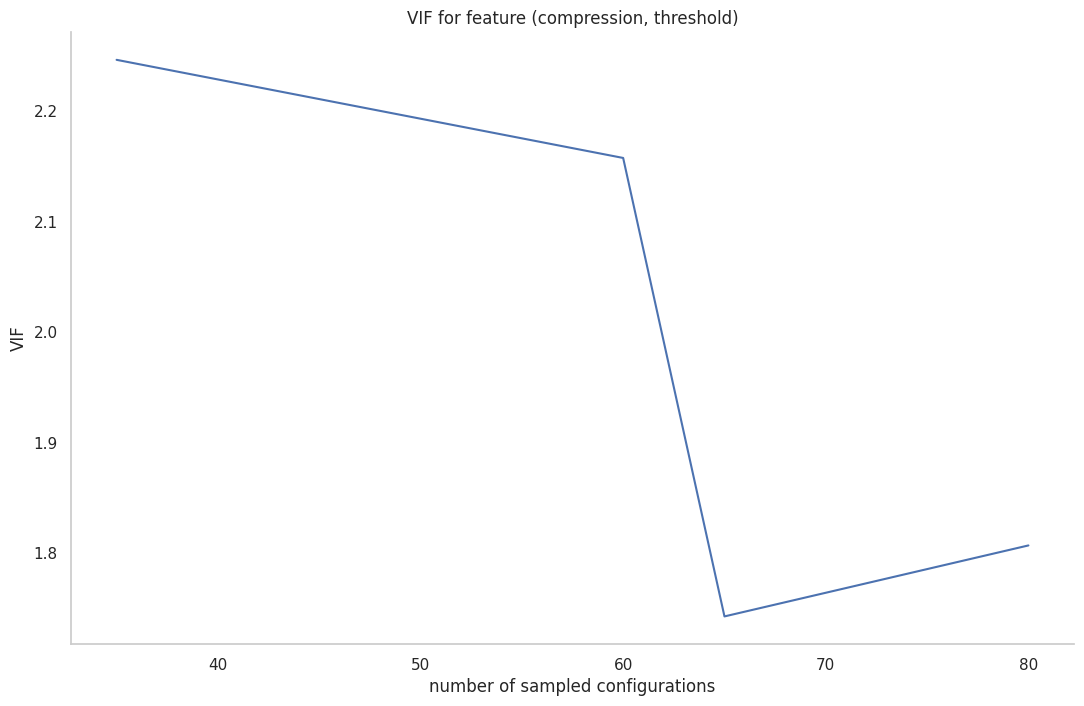 VIF for feature (compression, threshold)
VIF
2.2
2.1
2.0
1.9
1.8
40 50 60 70 80
number of sampled configurations